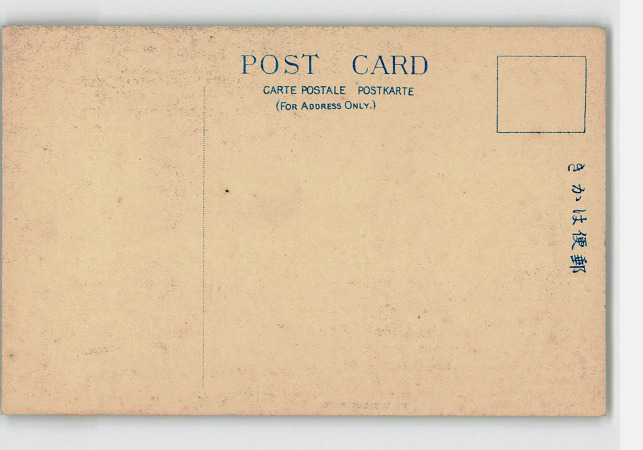 POST CARD
CARTE POSTALE POSTKARTE
(FOR ADDRESS ONLY.)
きかは便郵